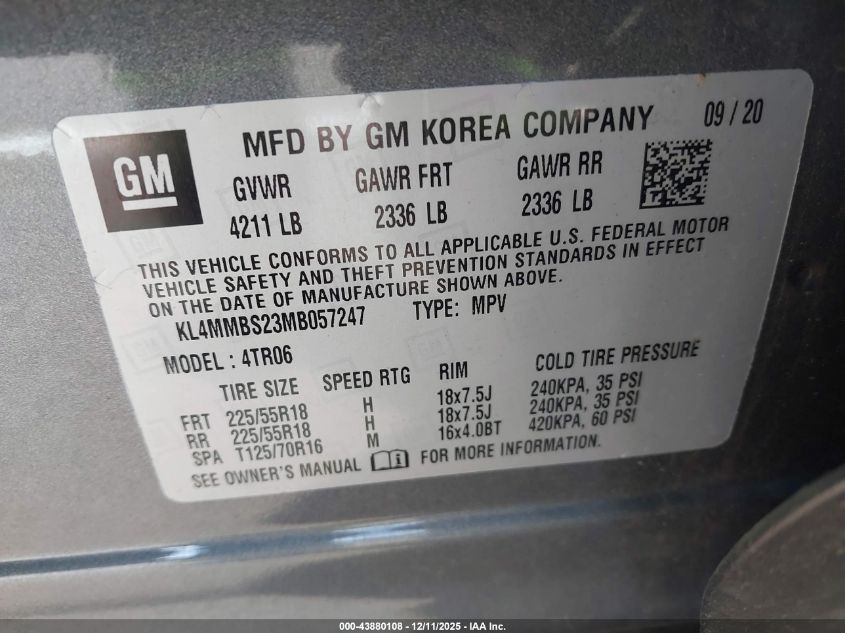 MFD BY GM KOREA COMPANY 09 / 20
GM
GVWR GAWR FRT GAWR RR
4211 LB 2336 LB 2336 LB
THIS VEHICLE CONFORMS TO ALL APPLICABLE U.S. FEDERAL MOTOR
VEHICLE SAFETY AND THEFT PREVENTION STANDARDS IN EFFECT
ON THE DATE OF MANUFACTURE SHOWN ABOVE.
KL4MMBS23MB057247 TYPE: MPV
MODEL : 4TR06
TIRE SIZE SPEED RTG RIM COLD TIRE PRESSURE
FRT 225/55R18 H 18x7.5J 240KPA, 35 PSI
RR 225/55R18 H 18x7.5J 240KPA, 35 PSI
SPA T125/70R16 M 16x4.0BT 420KPA, 60 PSI
SEE OWNER'S MANUAL FOR MORE INFORMATION.
000-43880108 - 12/11/2025 - IAA Inc.